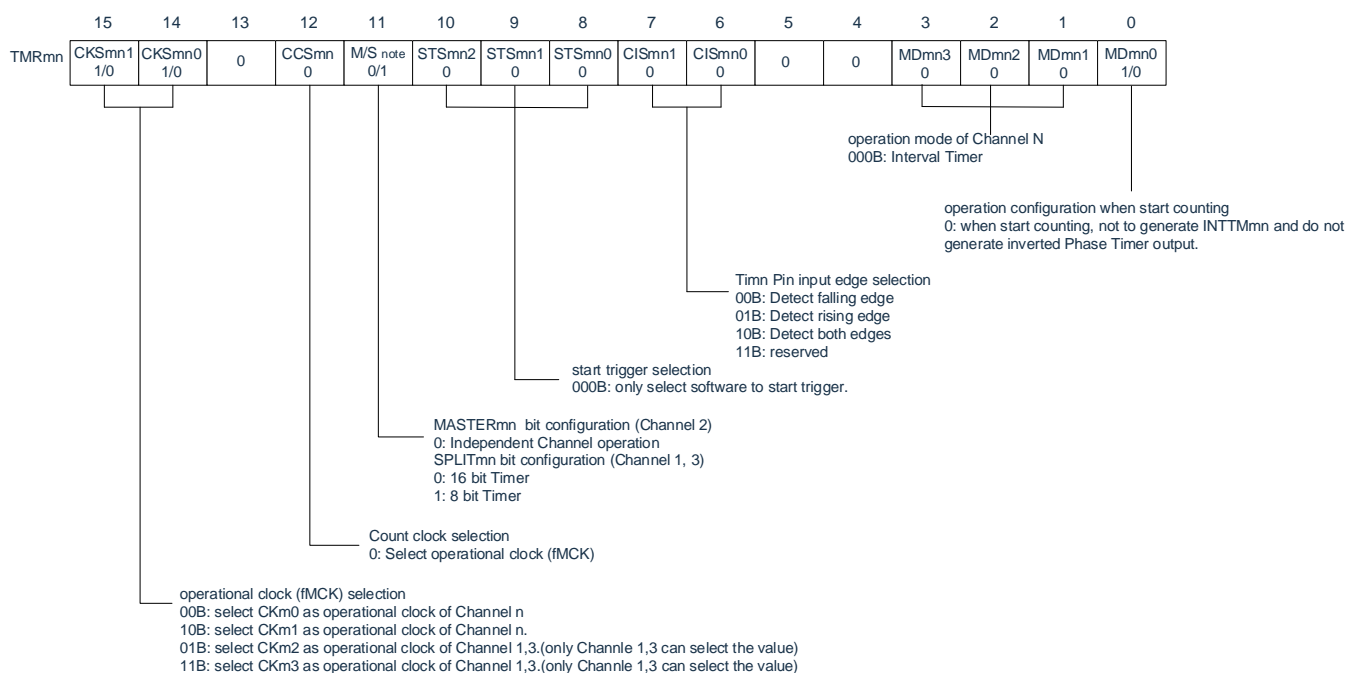 15 14 13 12 11 10 9 8 7 6 5 4 3 2 1 0
TMRmn CKSmn1 CKSmn0 0 CCSmn M/S note STSmn2 STSmn1 STSmn0 CISmn1 CISmn0 0 0 MDmn3 MDmn2 MDmn1 MDmn0
1/0 1/0 0 0/1 0 0 0 0 0 0 0 0 1/0
operation mode of Channel N
000B: Interval Timer
operation configuration when start counting
0: when start counting, not to generate INTTMmn and do not
generate inverted Phase Timer output.
Timn Pin input edge selection
00B: Detect falling edge
01B: Detect rising edge
10B: Detect both edges
11B: reserved
start trigger selection
000B: only select software to start trigger.
MASTERmn bit configuration (Channel 2)
0: Independent Channel operation
SPLITmn bit configuration (Channel 1, 3)
0: 16 bit Timer
1: 8 bit Timer
Count clock selection
0: Select operational clock (fMCK)
operational clock (fMCK) selection
00B: select CKm0 as operational clock of Channel n
10B: select CKm1 as operational clock of Channel n.
01B: select CKm2 as operational clock of Channel 1,3.(only Channle 1,3 can select the value)
11B: select CKm3 as operational clock of Channel 1,3.(only Channle 1,3 can select the value)